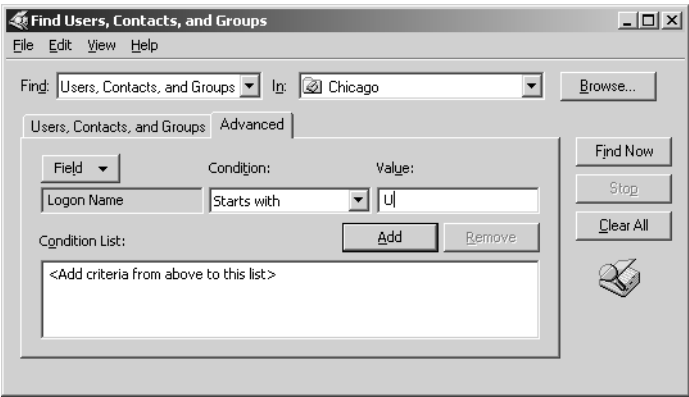 Find Users, Contacts, and Groups
File Edit View Help
Find: Users, Contacts, and Groups In: Chicago Browse...
Users, Contacts, and Groups Advanced
Find Now
Field Condition: Value:
Stop
Logon Name Starts with U
Clear All
Condition List: Add Remove
<Add criteria from above to this list>